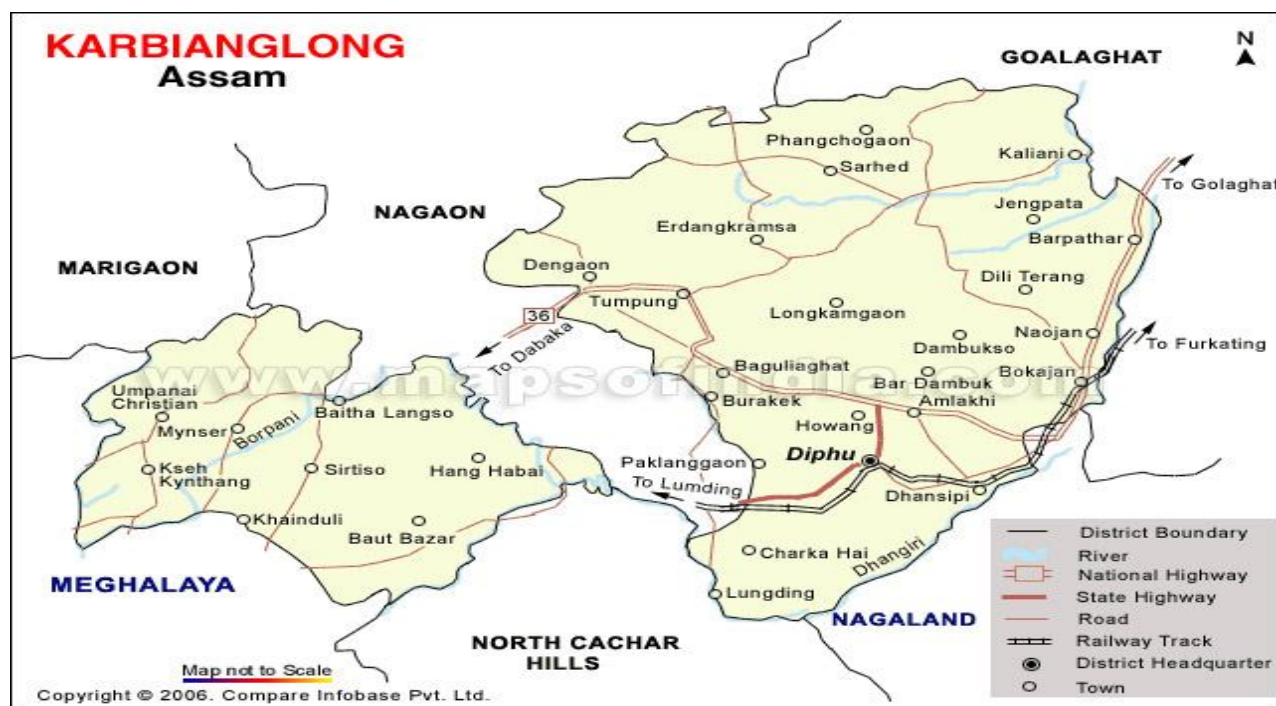 KARBIANGLONG
Assam
N
GOALAGHAT
NAGAON
MARIGAON
MEGHALAYA
NORTH CACHAR
HILLS
NAGALAND
Phangchogaon
Sarhed
Kaliani
To Golaghat
Jengpata
Barpathar
Erdangkramsa
Dengaon
Tumpung
36
To Dabaka
Dili Terang
Longkamgaon
Naojan
Dambukso
To Furkating
www.mapsofindia.com
Baguliaghat
Bar Dambuk
Bokajan
Burakek
Amlakhi
Howang
Umpanai
Christian
Baitha Langso
Mynser
Borpani
Kseh
Kynthang
Sirtiso
Hang Habai
Paklanggaon
Diphu
To Lumding
Dhansipi
Khainduli
Baut Bazar
Charka Hai
Dhangiri
Lungding
District Boundary
River
National Highway
State Highway
Road
Railway Track
District Headquarter
Town
Map not to Scale
Copyright © 2006. Compare Infobase Pvt. Ltd.